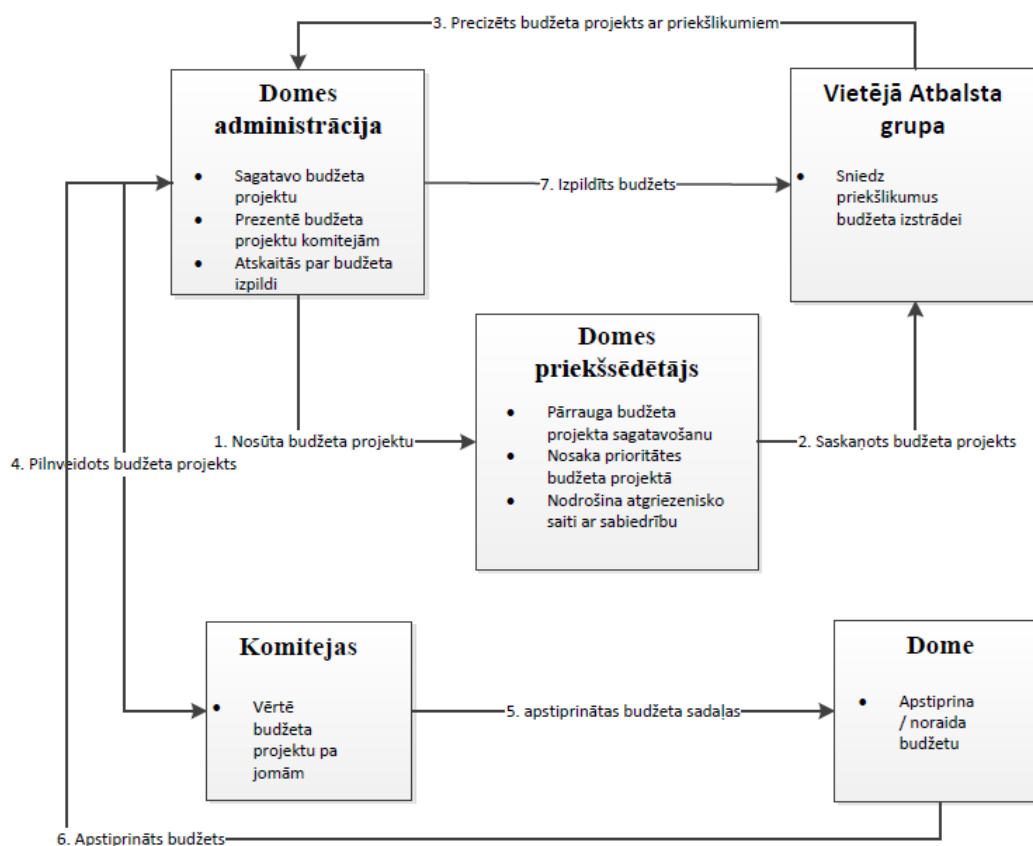 3. Precizēts budžeta projekts ar priekšlikumiem
Domes
administrācija
Sagatavo budžeta
projektu
Prezentē budžeta
projektu komitejām
Atskaitās par budžeta
izpildi
7. Izpildīts budžets
Vietējā Atbalsta
grupa
Sniedz
priekšlikumus
budžeta izstrādei
1. Nosūta budžeta projektu
Domes
priekšsēdētājs
Pārrauga budžeta
projekta sagatavošanu
Nosaka prioritātes
budžeta projektā
Nodrošina atgriezenisko
saiti ar sabiedrību
2. Saskaņots budžeta projekts
4. Pilnveidots budžeta projekts
Komitejas
Vērtē
budžeta
projektu pa
jomām
5. apstiprinātas budžeta sadaļas
Dome
Apstiprina
/ noraida
budžetu
6. Apstiprināts budžets